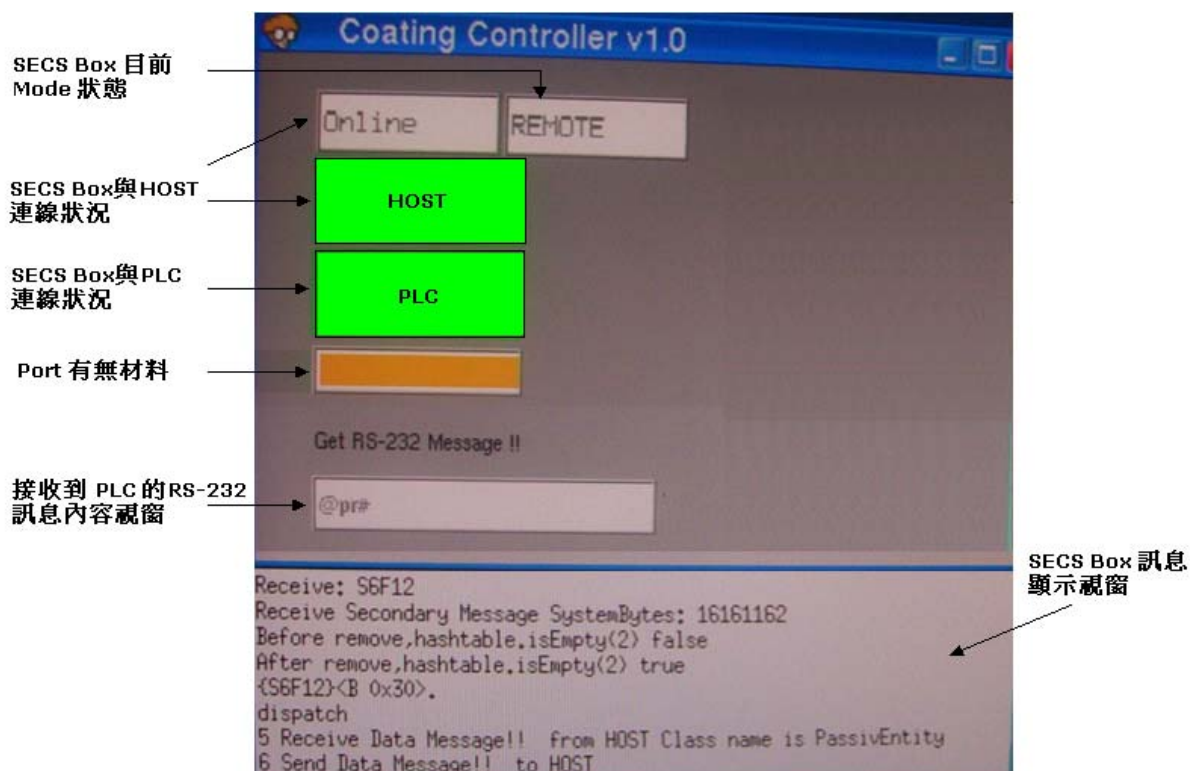 Coating Controller v1.0
SECS Box 目前
Mode 狀態
Online
REMOTE
SECS Box與HOST
連線狀況
HOST
SECS Box與PLC
連線狀況
PLC
Port 有無材料
Get RS-232 Message !!
接收到 PLC 的RS-232
訊息內容視窗
@pr#
SECS Box 訊息
顯示視窗
Receive: S6F12
Receive Secondary Message SystemBytes: 16161162
Before remove,hashtable.isEmpty(2) false
After remove,hashtable.isEmpty(2) true
{S6F12}<B 0x30>.
dispatch
5 Receive Data Message!! from HOST Class name is PassivEntity
6 Send Data Message!! to HOST